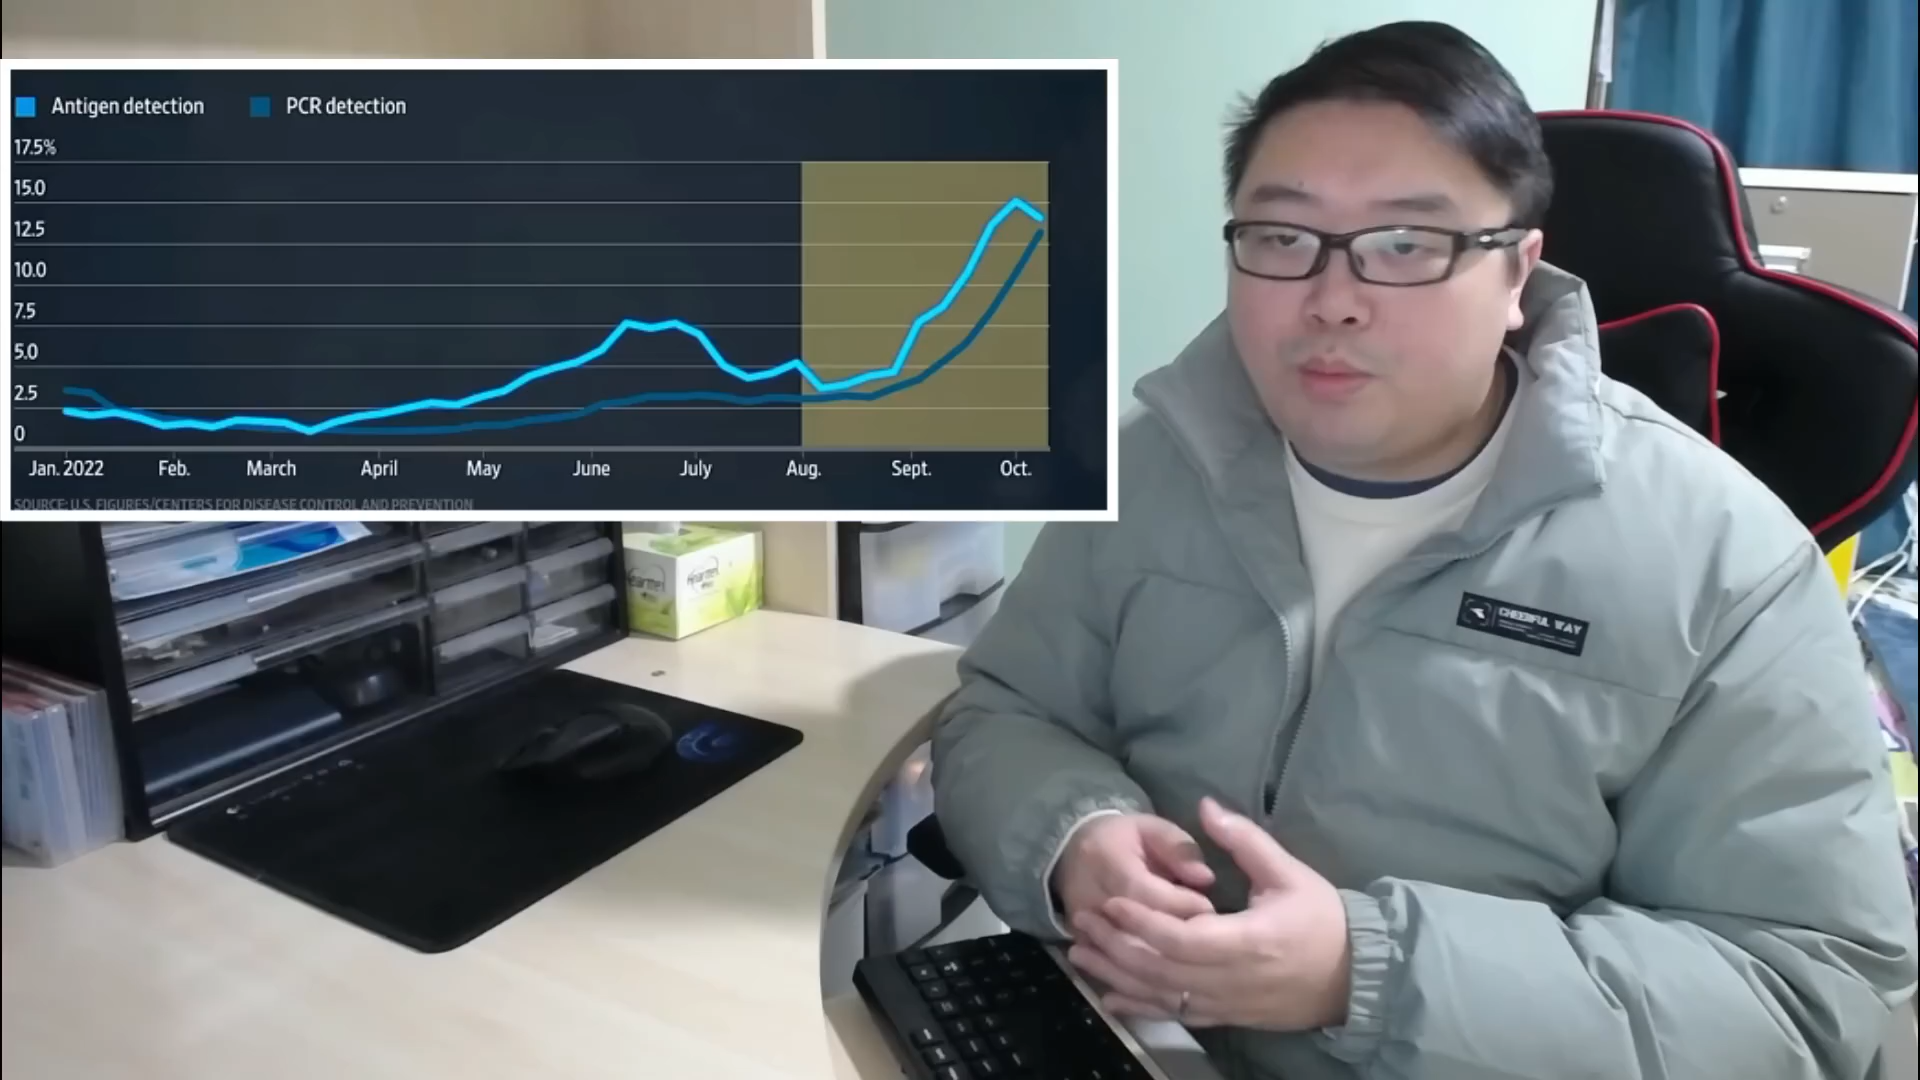 Antigen detection PCR detection
17.5%
15.0
12.5
10.0
7.5
5.0
2.5
0
Jan. 2022 Feb. March April May June July Aug. Sept. Oct.
SOURCE: U.S. FIGURES/CENTERS FOR DISEASE CONTROL AND PREVENTION
Hearttex
CHEERFUL WAY